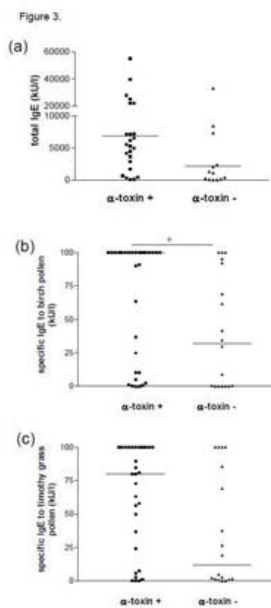 Figure 3.
(a)
total IgE (kU/l)
60000
40000
20000
10000
5000
0
α-toxin + α-toxin -
(b)
*
specific IgE to birch pollen
(kU/l)
100
75
50
25
0
α-toxin + α-toxin -
(c)
specific IgE to timothy grass
pollen (kU/l)
100
75
50
25
0
α-toxin + α-toxin -